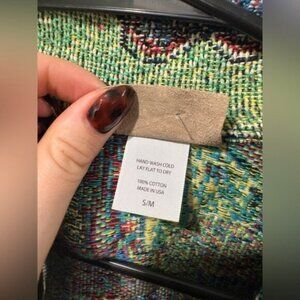 HAND WASH COLD
LAY FLAT TO DRY
100% COTTON
MADE IN USA
S/M